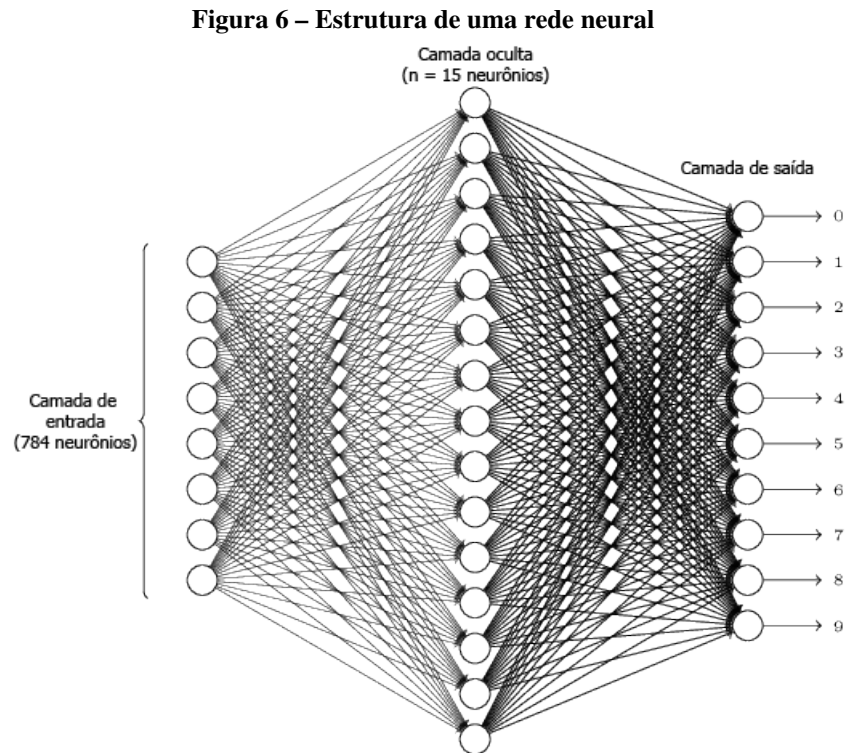 Figura 6 – Estrutura de uma rede neural
Camada oculta
(n = 15 neurônios)
Camada de saída
Camada de
entrada
(784 neurônios)
0
1
2
3
4
5
6
7
8
9